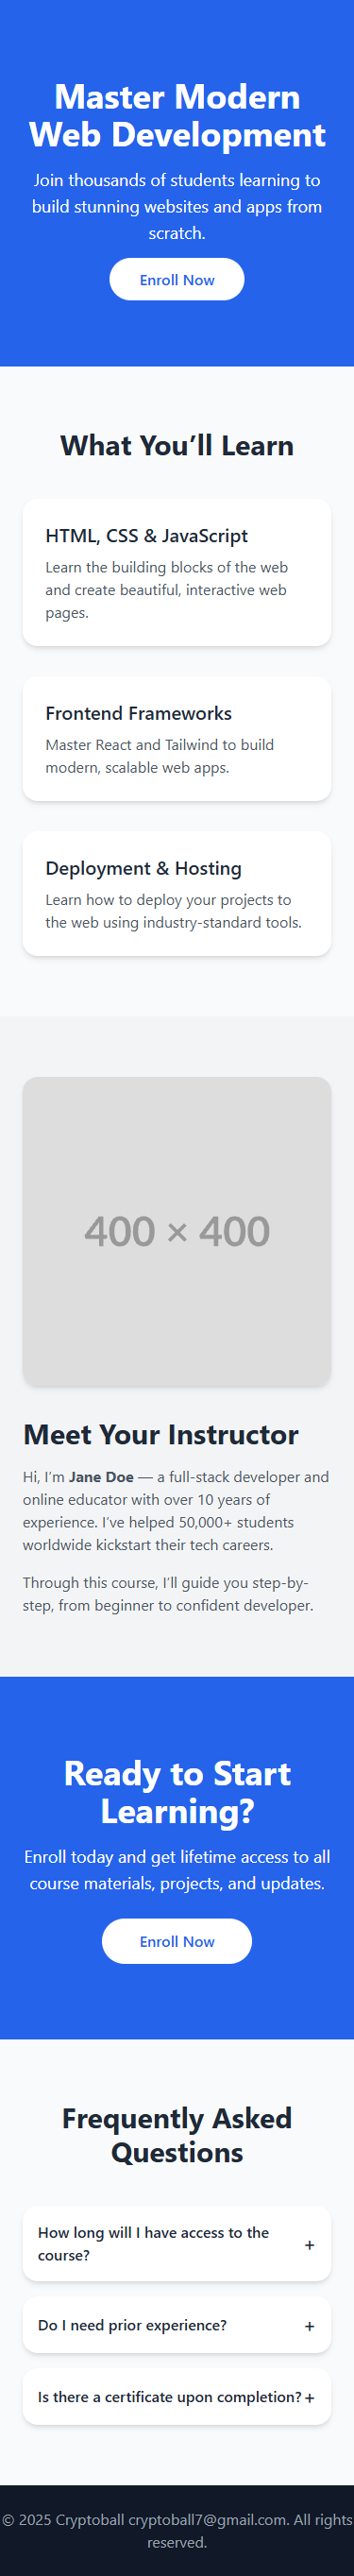 Master Modern
Web Development
Join thousands of students learning to
build stunning websites and apps from
scratch.
Enroll Now
What You’ll Learn
HTML, CSS & JavaScript
Learn the building blocks of the web
and create beautiful, interactive web
pages.
Frontend Frameworks
Master React and Tailwind to build
modern, scalable web apps.
Deployment & Hosting
Learn how to deploy your projects to
the web using industry-standard tools.
400 × 400
Meet Your Instructor
Hi, I’m Jane Doe — a full-stack developer and
online educator with over 10 years of
experience. I’ve helped 50,000+ students
worldwide kickstart their tech careers.
Through this course, I’ll guide you step-by-
step, from beginner to confident developer.
Ready to Start
Learning?
Enroll today and get lifetime access to all
course materials, projects, and updates.
Enroll Now
Frequently Asked
Questions
How long will I have access to the
course?
+
Do I need prior experience? +
Is there a certificate upon completion? +
© 2025 Cryptoball cryptoball7@gmail.com. All rights
reserved.